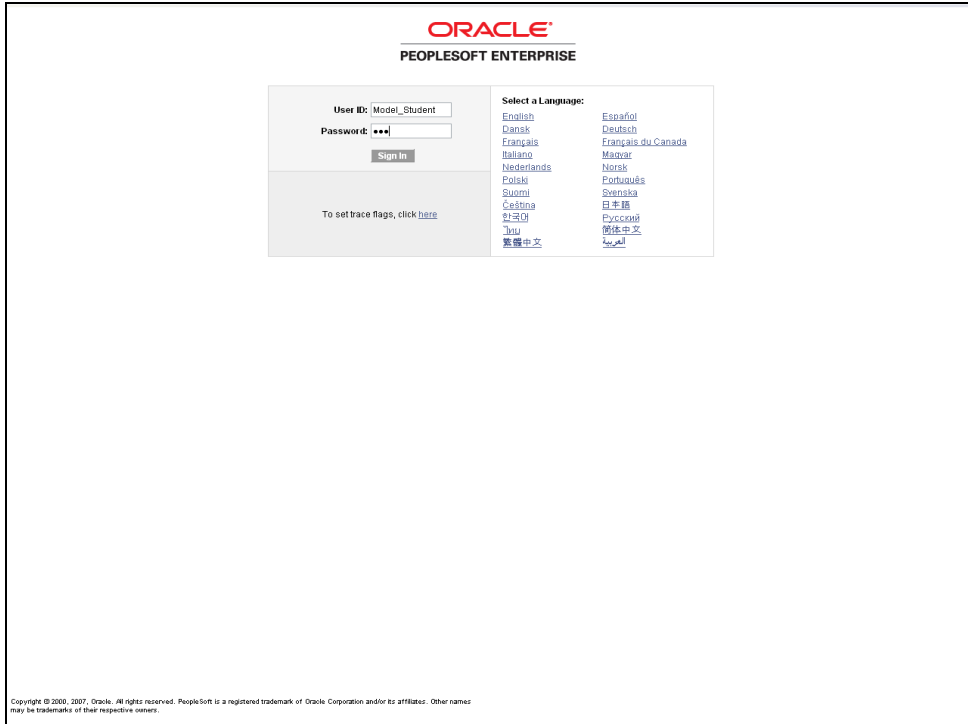 ORACLE®
PEOPLESOFT ENTERPRISE
User ID: Model_Student
Password: •••
Sign In
To set trace flags, click here
Select a Language:
English Español
Dansk Deutsch
Français Français du Canada
Italiano Magyar
Nederlands Norsk
Polski Português
Suomi Svenska
Čeština 日本語
한국어 Русский
ไทย 简体中文
繁體中文 العربية
Copyright © 2000, 2007, Oracle. All rights reserved. PeopleSoft is a registered trademark of Oracle Corporation and/or its affiliates. Other names
may be trademarks of their respective owners.